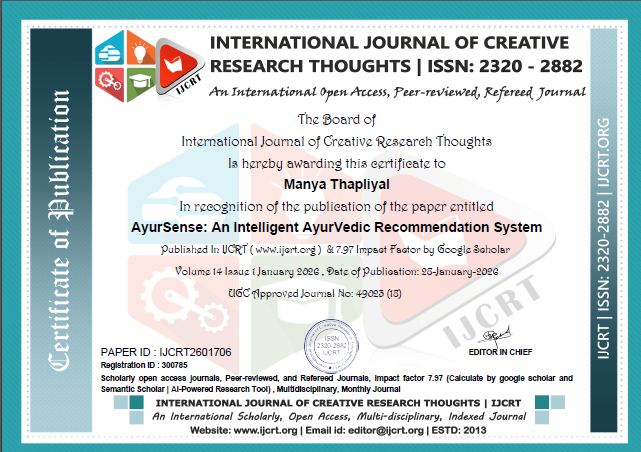 IJCRT
INTERNATIONAL JOURNAL OF CREATIVE
RESEARCH THOUGHTS | ISSN: 2320 - 2882
An International Open Access, Peer-reviewed, Refereed Journal
Certificate of Publication
The Board of
International Journal of Creative Research Thoughts
Is hereby awarding this certificate to
Manya Thapliyal
In recognition of the publication of the paper entitled
AyurSense: An Intelligent AyurVedic Recommendation System
Published In IJCRT ( www.ijcrt.org ) & 7.97 Impact Factor by Google Scholar
Volume 14 Issue 1 January 2026 , Date of Publication: 25-January-2026
UGC Approved Journal No: 49023 (18)
IJCRT
ISSN
2320-2882
IJCRT
PAPER ID : IJCRT2601706
Registration ID : 300785
EDITOR IN CHIEF
Scholarly open access journals, Peer-reviewed, and Refereed Journals, Impact factor 7.97 (Calculate by google scholar and
Semantic Scholar | AI-Powered Research Tool) , Multidisciplinary, Monthly Journal
INTERNATIONAL JOURNAL OF CREATIVE RESEARCH THOUGHTS | IJCRT
An International Scholarly, Open Access, Multi-disciplinary, Indexed Journal
Website: www.ijcrt.org | Email id: editor@ijcrt.org | ESTD: 2013
IJCRT | ISSN: 2320-2882 | IJCRT.ORG